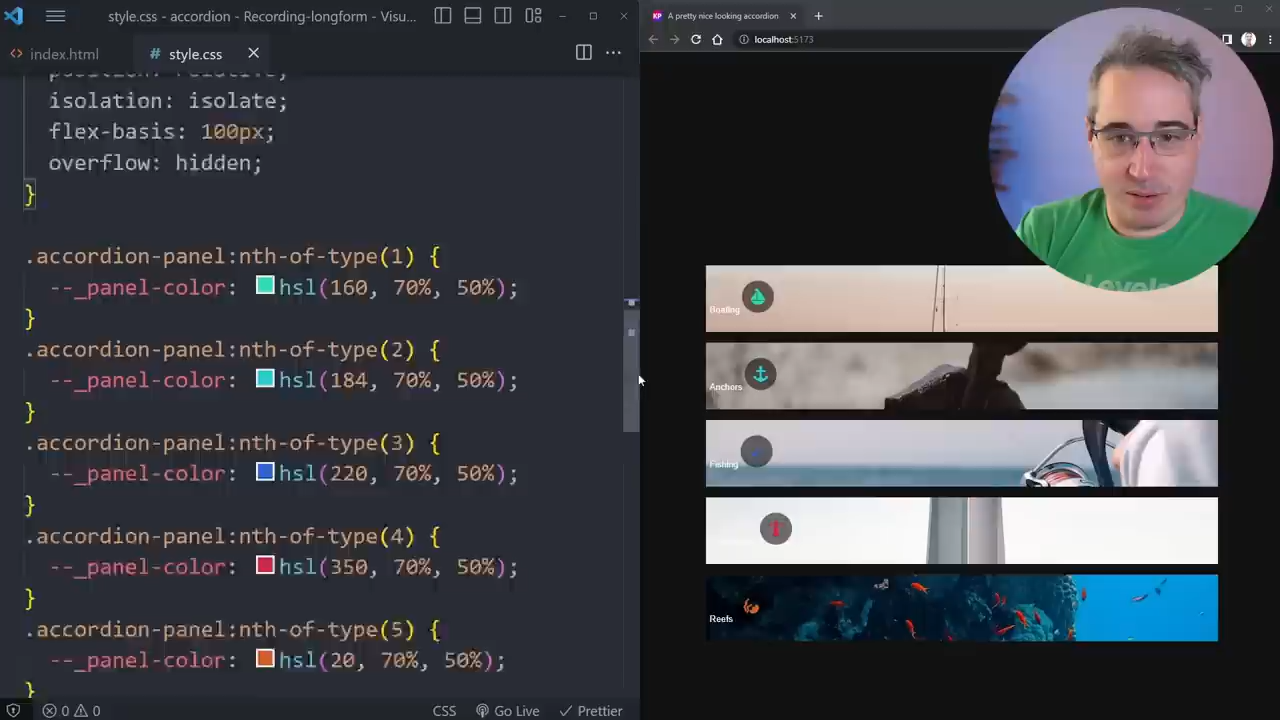 style.css - accordion - Recording-longform - Visu...
index.html
# style.css
position: relative;
isolation: isolate;
flex-basis: 100px;
overflow: hidden;
}
.accordion-panel:nth-of-type(1) {
--_panel-color: hsl(160, 70%, 50%);
}
.accordion-panel:nth-of-type(2) {
--_panel-color: hsl(184, 70%, 50%);
}
.accordion-panel:nth-of-type(3) {
--_panel-color: hsl(220, 70%, 50%);
}
.accordion-panel:nth-of-type(4) {
--_panel-color: hsl(350, 70%, 50%);
}
.accordion-panel:nth-of-type(5) {
--_panel-color: hsl(20, 70%, 50%);
}
0 0
CSS
Go Live
Prettier
KP A pretty nice looking accordion
localhost:5173
Boating
Anchors
Fishing
Reefs